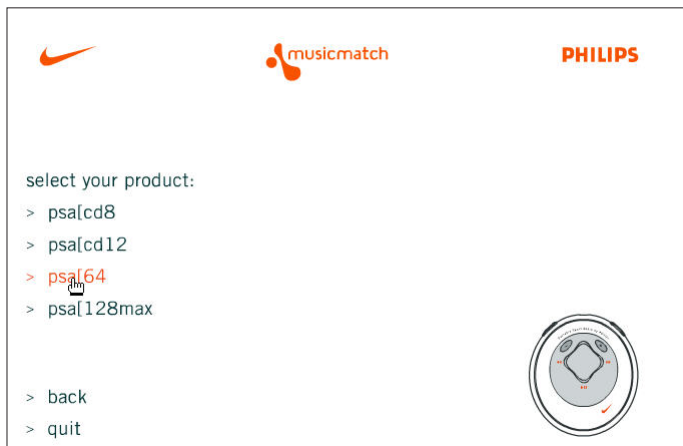 musicmatch
PHILIPS
select your product:
> psa[cd8
> psa[cd12
> psa[64
> psa[128max
> back
> quit